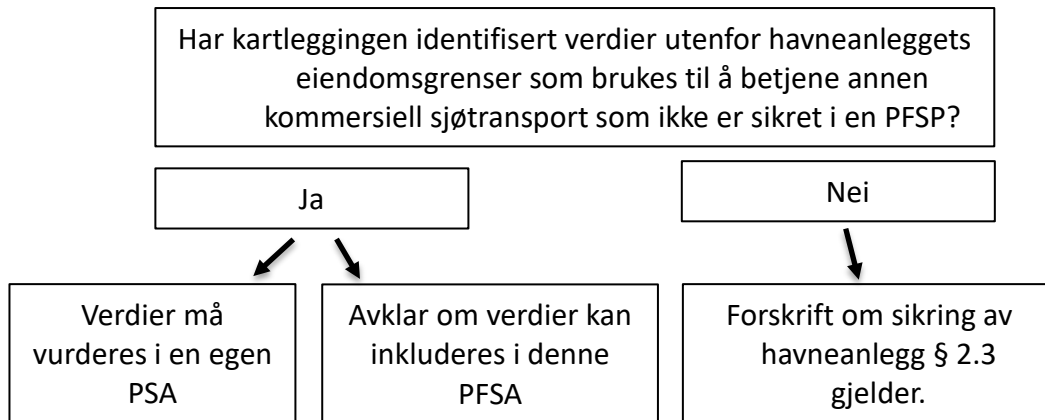 Har kartleggingen identifisert verdier utenfor havneanleggets
eiendomsgrenser som brukes til å betjene annen
kommersiell sjøtransport som ikke er sikret i en PFSP?
Ja
Nei
Verdier må
vurderes i en egen
PSA
Avklar om verdier kan
inkluderes i denne
PFSA
Forskrift om sikring av
havneanlegg § 2.3
gjelder.